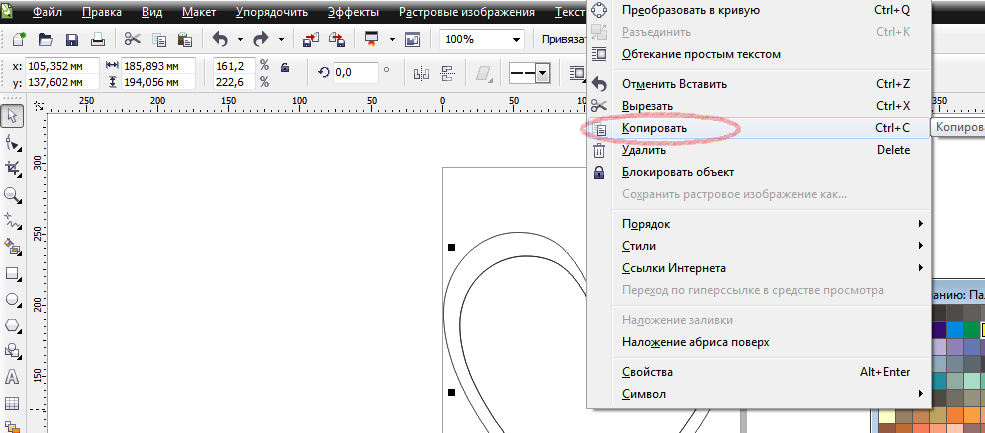 Файл Правка Вид Макет Упорядочить Эффекты Растровые изображения Текст
100% Привязат
x: 105,352 мм 185,893 мм 161,2 % 0,0 °
y: 137,602 мм 194,056 мм 222,6 %
250 200 150 100 50 0 50 100 350
300
250
200
150
Преобразовать в кривую Ctrl+Q
Разъединить Ctrl+K
Обтекание простым текстом
Отменить Вставить Ctrl+Z
Вырезать Ctrl+X
Копировать Ctrl+C
Копирова
Удалить Delete
Блокировать объект
Сохранить растровое изображение как...
Порядок
Стили
Ссылки Интернета
Переход по гиперссылке в средстве просмотра
Наложение заливки
Наложение абриса поверх
Свойства Alt+Enter
Символ
анию: Па